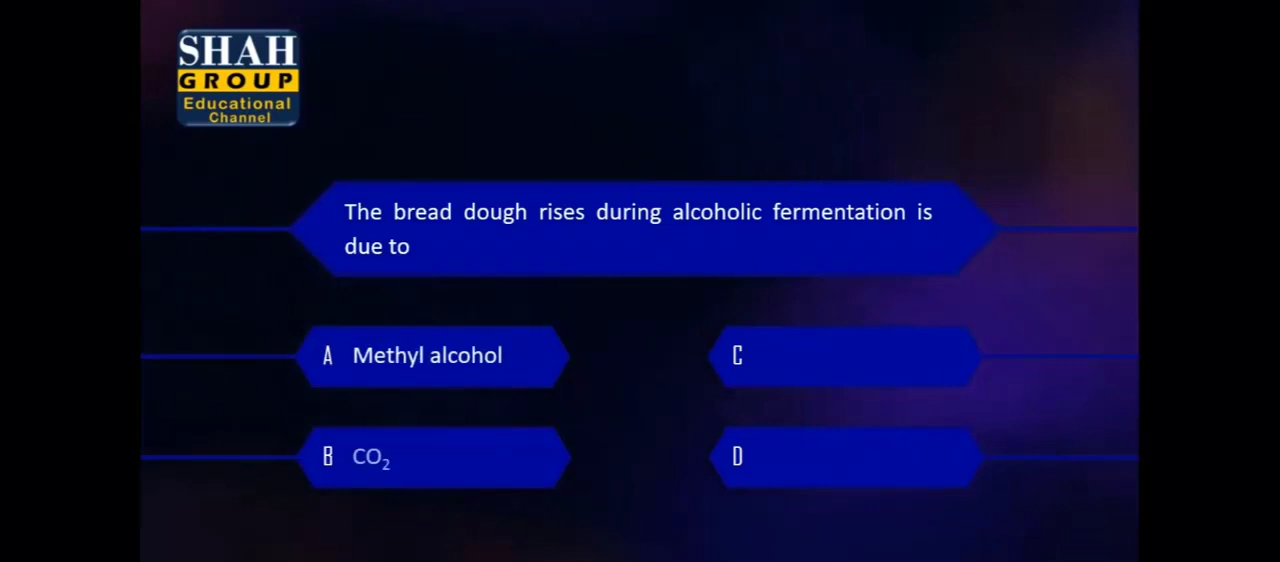 SHAH
GROUP
Educational
Channel
The bread dough rises during alcoholic fermentation is
due to
A Methyl alcohol
B CO₂
C
D